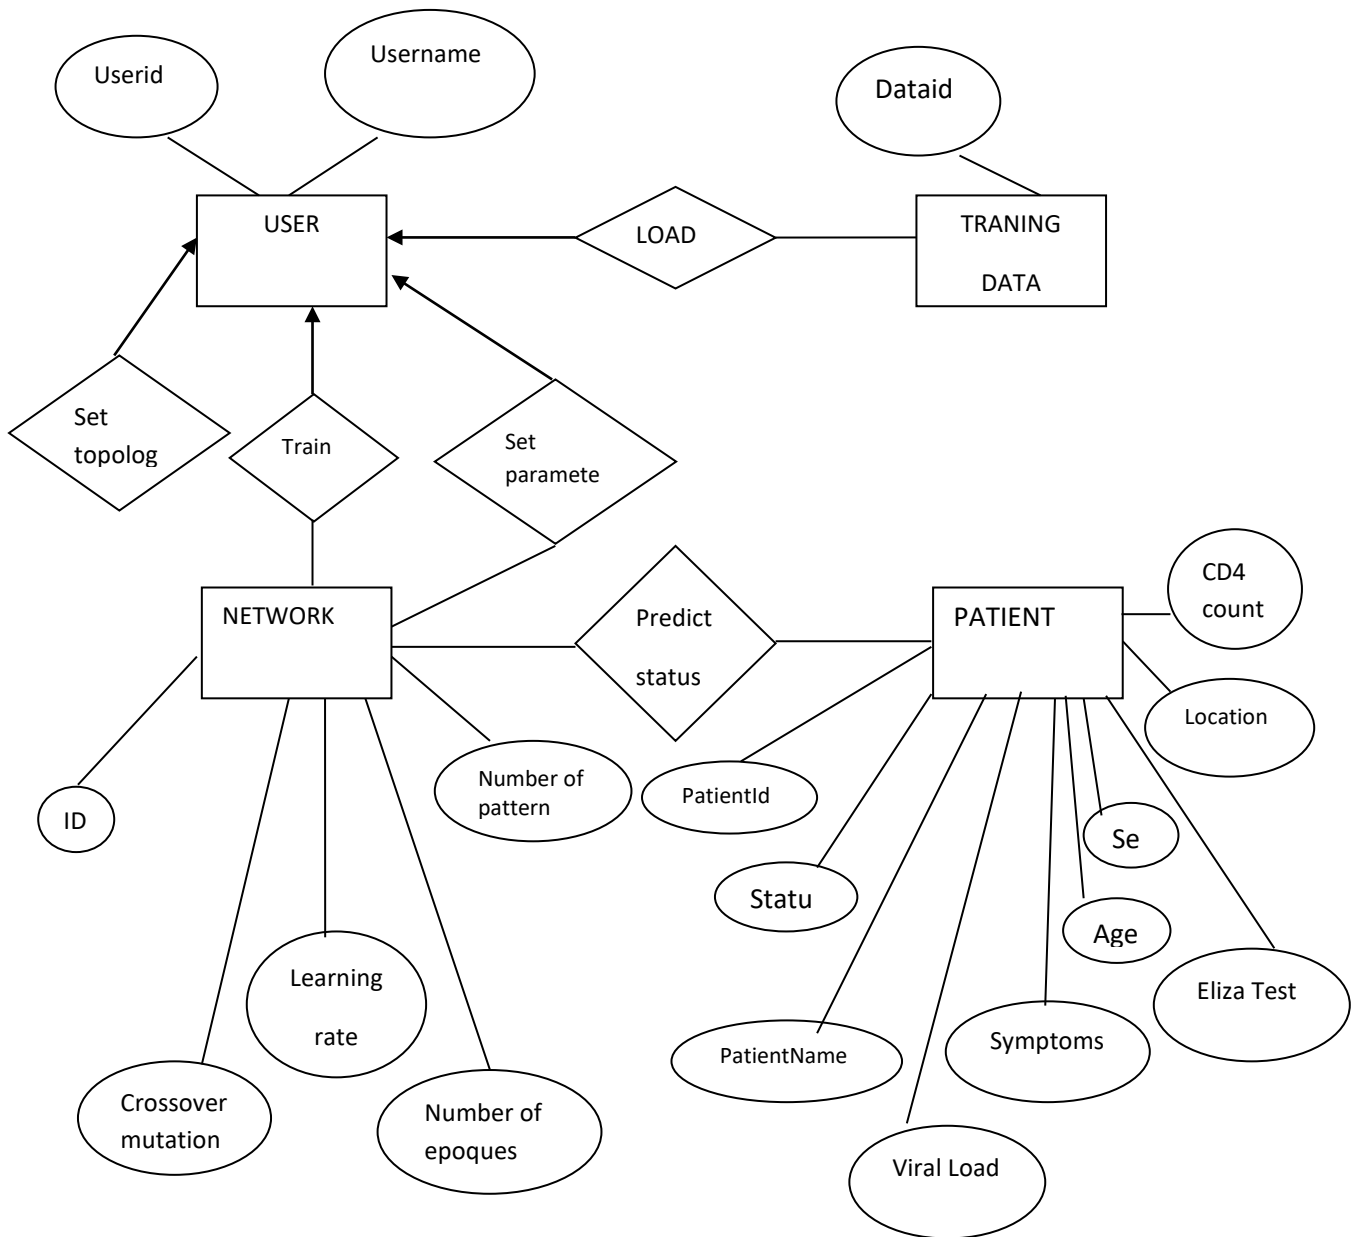 Userid
Username
Dataid
USER
LOAD
TRANING
DATA
Set
topolog
Train
Set
paramete
NETWORK
Predict
status
PATIENT
CD4
count
Location
ID
Number of
pattern
PatientId
Se
Statu
Age
Learning
rate
Eliza Test
PatientName
Symptoms
Crossover
mutation
Number of
epoques
Viral Load